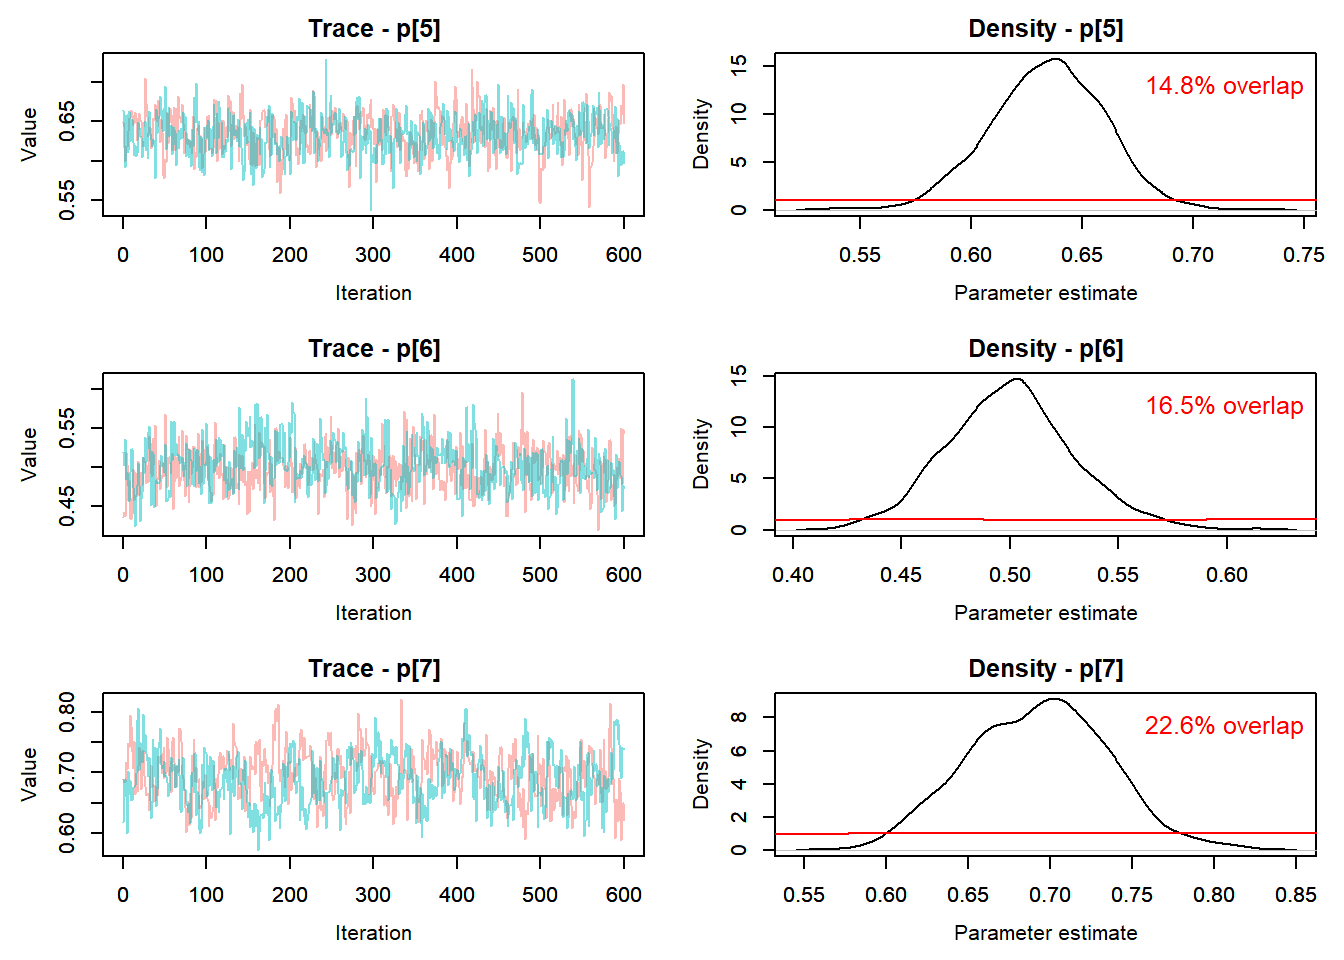 Trace - p[5]
Value
0.55 0.65
0 100 200 300 400 500 600
Iteration
Density - p[5]
14.8% overlap
Density
0 5 10 15
0.55 0.60 0.65 0.70 0.75
Parameter estimate
Trace - p[6]
Value
0.45 0.55
0 100 200 300 400 500 600
Iteration
Density - p[6]
16.5% overlap
Density
0 5 10 15
0.40 0.45 0.50 0.55 0.60
Parameter estimate
Trace - p[7]
Value
0.60 0.70 0.80
0 100 200 300 400 500 600
Iteration
Density - p[7]
22.6% overlap
Density
0 2 4 6 8
0.55 0.60 0.65 0.70 0.75 0.80 0.85
Parameter estimate